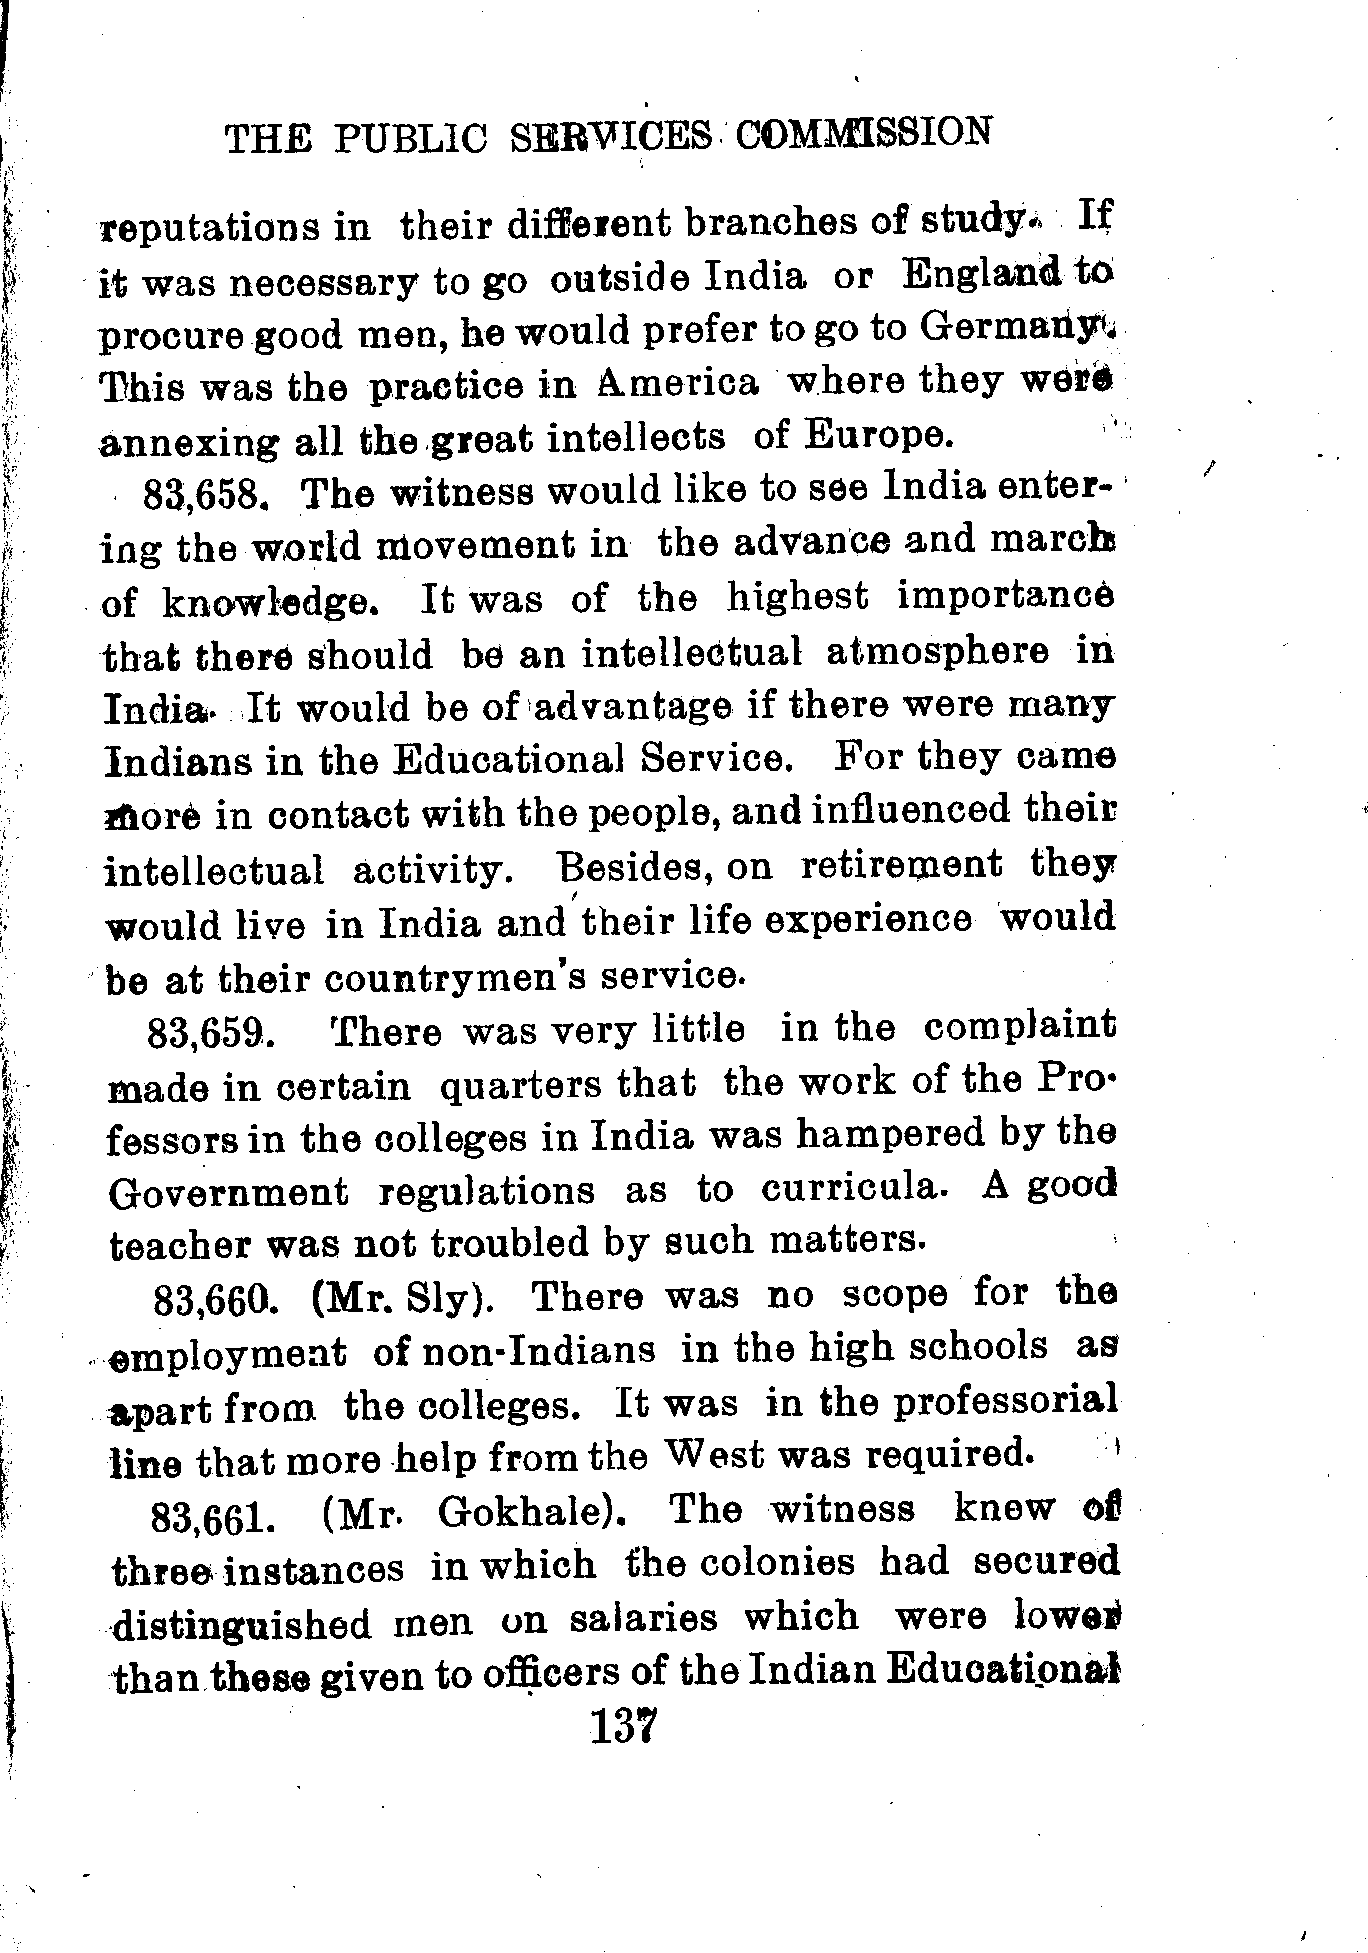 THE PUBLIC SERVICES COMMISSION
reputations in their different branches of study. If
it was necessary to go outside India or England to
procure good men, he would prefer to go to Germany.
This was the practice in America where they were
annexing all the great intellects of Europe.
83,658. The witness would like to see India enter-
ing the world movement in the advance and march
of knowledge. It was of the highest importance
that there should be an intellectual atmosphere in
India. It would be of advantage if there were many
Indians in the Educational Service. For they came
more in contact with the people, and influenced their
intellectual activity. Besides, on retirement they
would live in India and their life experience would
be at their countrymen's service.
83,659. There was very little in the complaint
made in certain quarters that the work of the Pro-
fessors in the colleges in India was hampered by the
Government regulations as to curricula. A good
teacher was not troubled by such matters.
83,660. (Mr. Sly). There was no scope for the
employment of non-Indians in the high schools as
apart from the colleges. It was in the professorial
line that more help from the West was required.
83,661. (Mr. Gokhale). The witness knew of
three instances in which the colonies had secured
distinguished men on salaries which were lower
than these given to officers of the Indian Educational
137